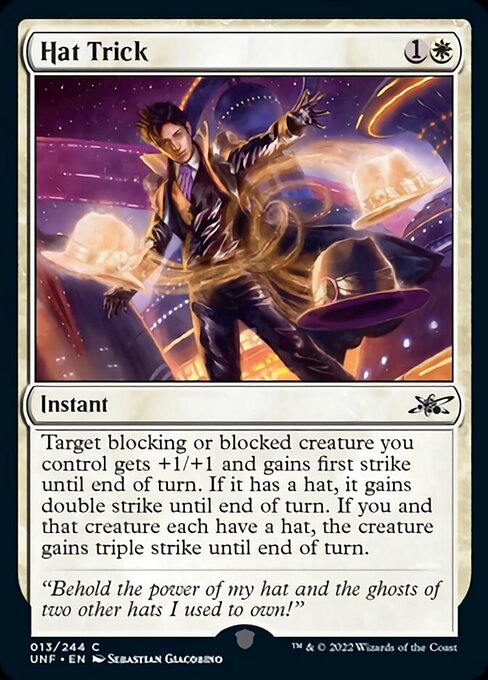 Hat Trick 1
Instant
Target blocking or blocked creature you
control gets +1/+1 and gains first strike
until end of turn. If it has a hat, it gains
double strike until end of turn. If you and
that creature each have a hat, the creature
gains triple strike until end of turn.
“Behold the power of my hat and the ghosts of
two other hats I used to own!”
013/244 C
UNF • EN Sebastian Giacobino
™ & © 2022 Wizards of the Coast